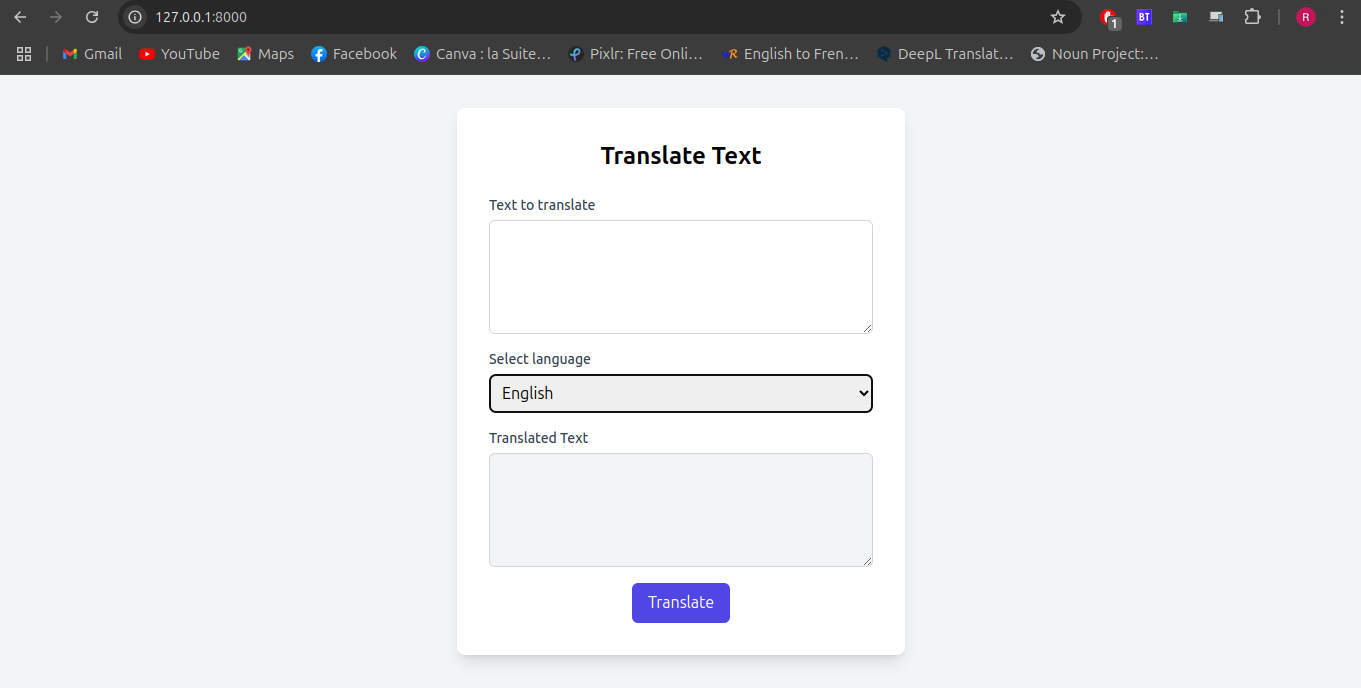 127.0.0.1:8000
1
BT
R
Gmail YouTube Maps Facebook Canva : la Suite... Pixlr: Free Onli... English to Fren... DeepL Translat... Noun Project:...
Translate Text
Text to translate
Select language
English
Translated Text
Translate